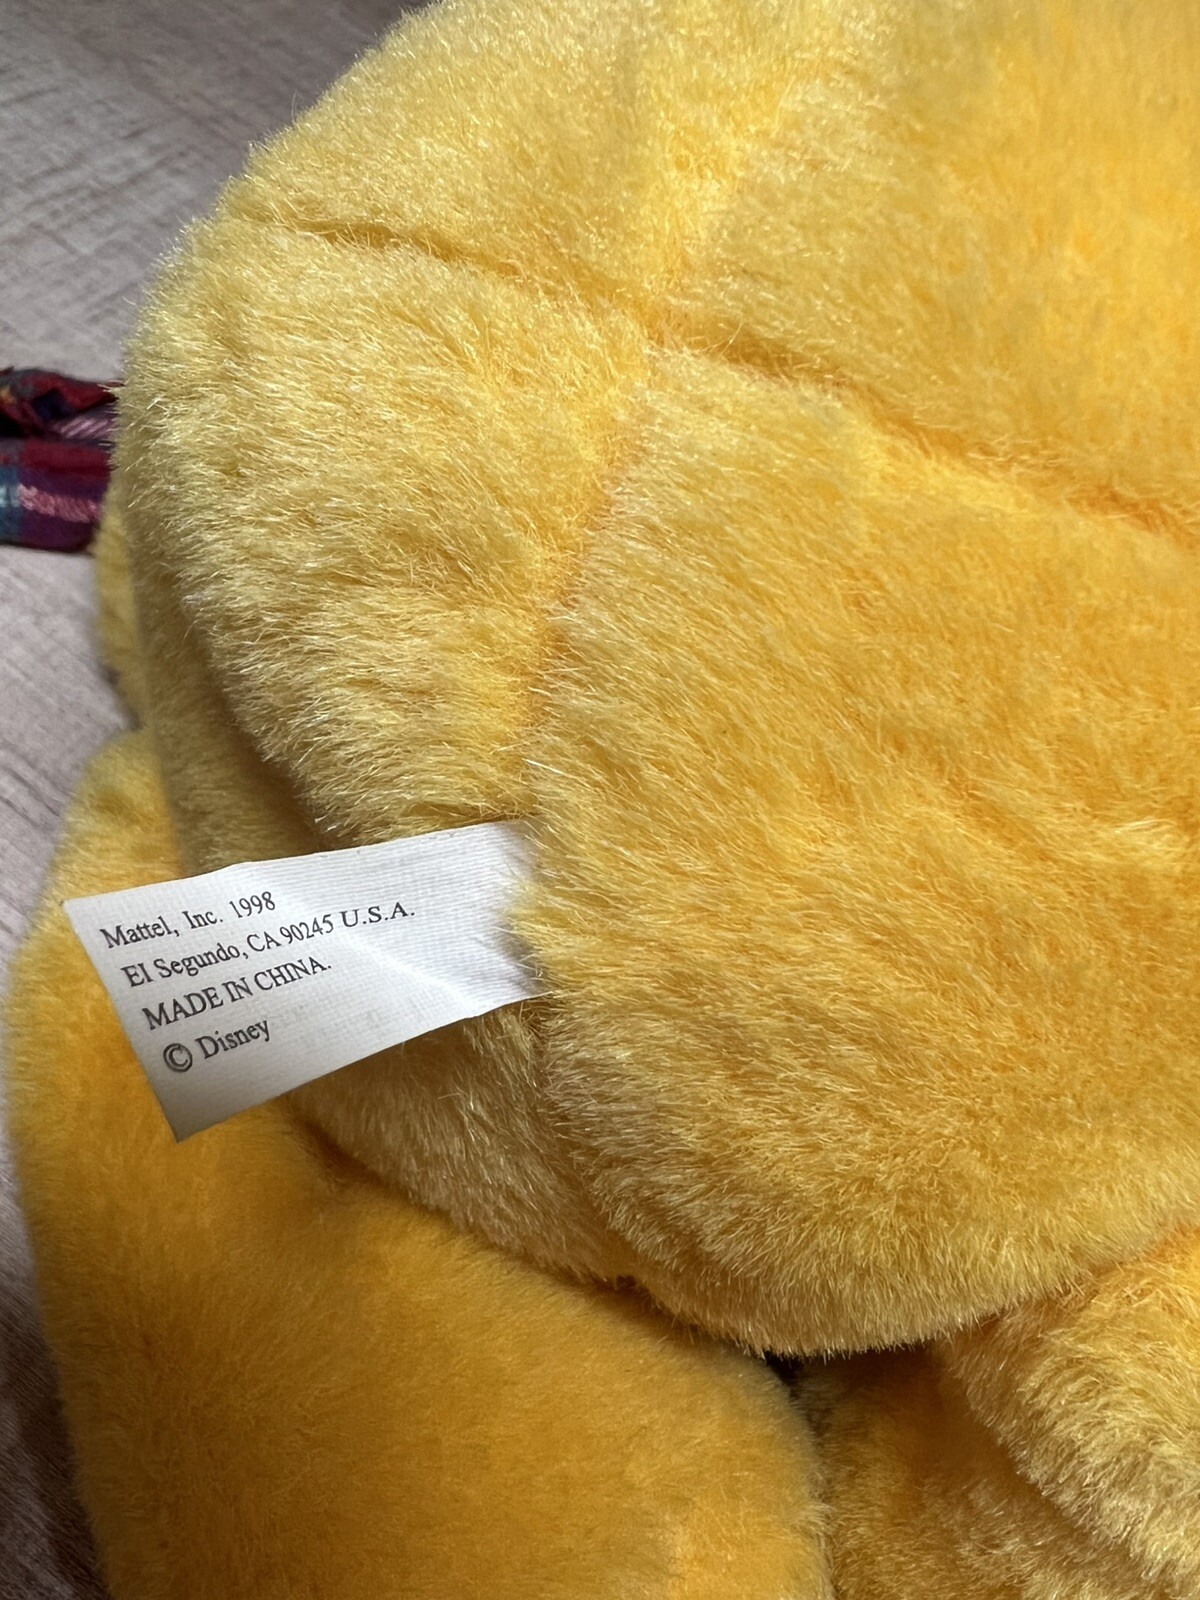 Mattel, Inc. 1998
El Segundo, CA 90245 U.S.A.
MADE IN CHINA.
© Disney